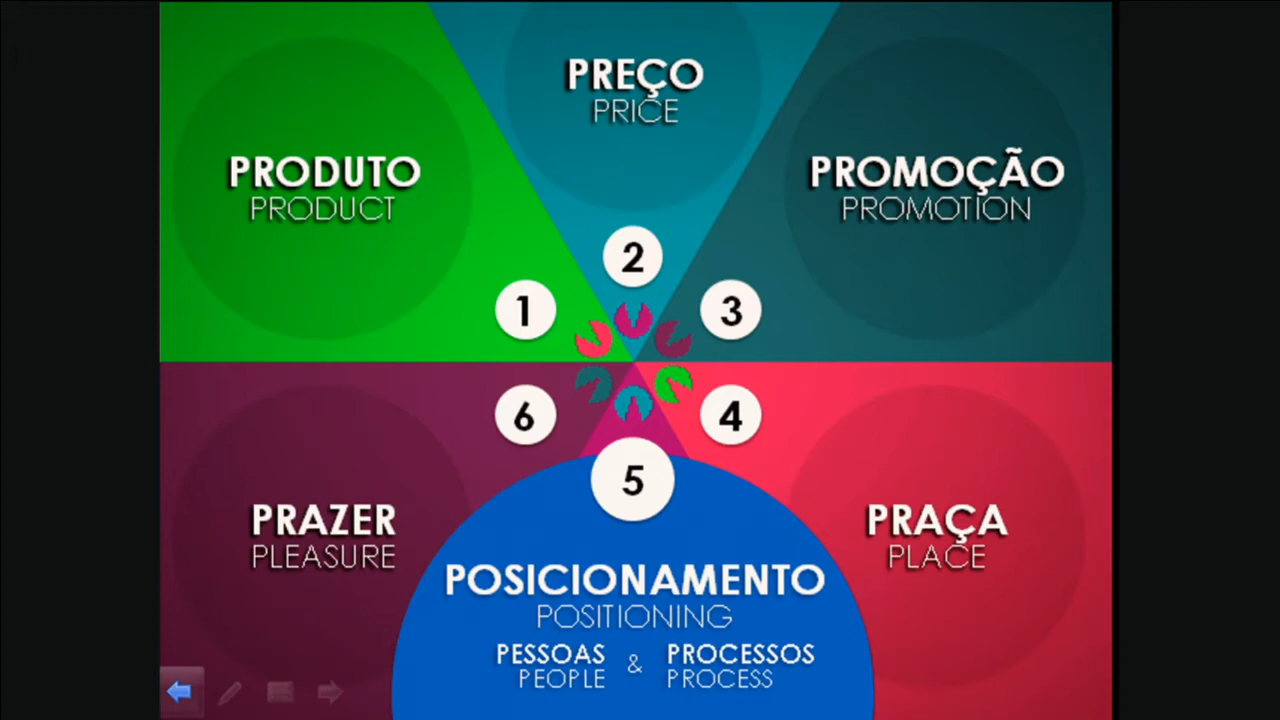 PRODUTO
PRODUCT
1
PREÇO
PRICE
2
PROMOÇÃO
PROMOTION
3
PRAÇA
PLACE
4
5
POSICIONAMENTO
POSITIONING
PESSOAS & PROCESSOS
PEOPLE PROCESS
6
PRAZER
PLEASURE